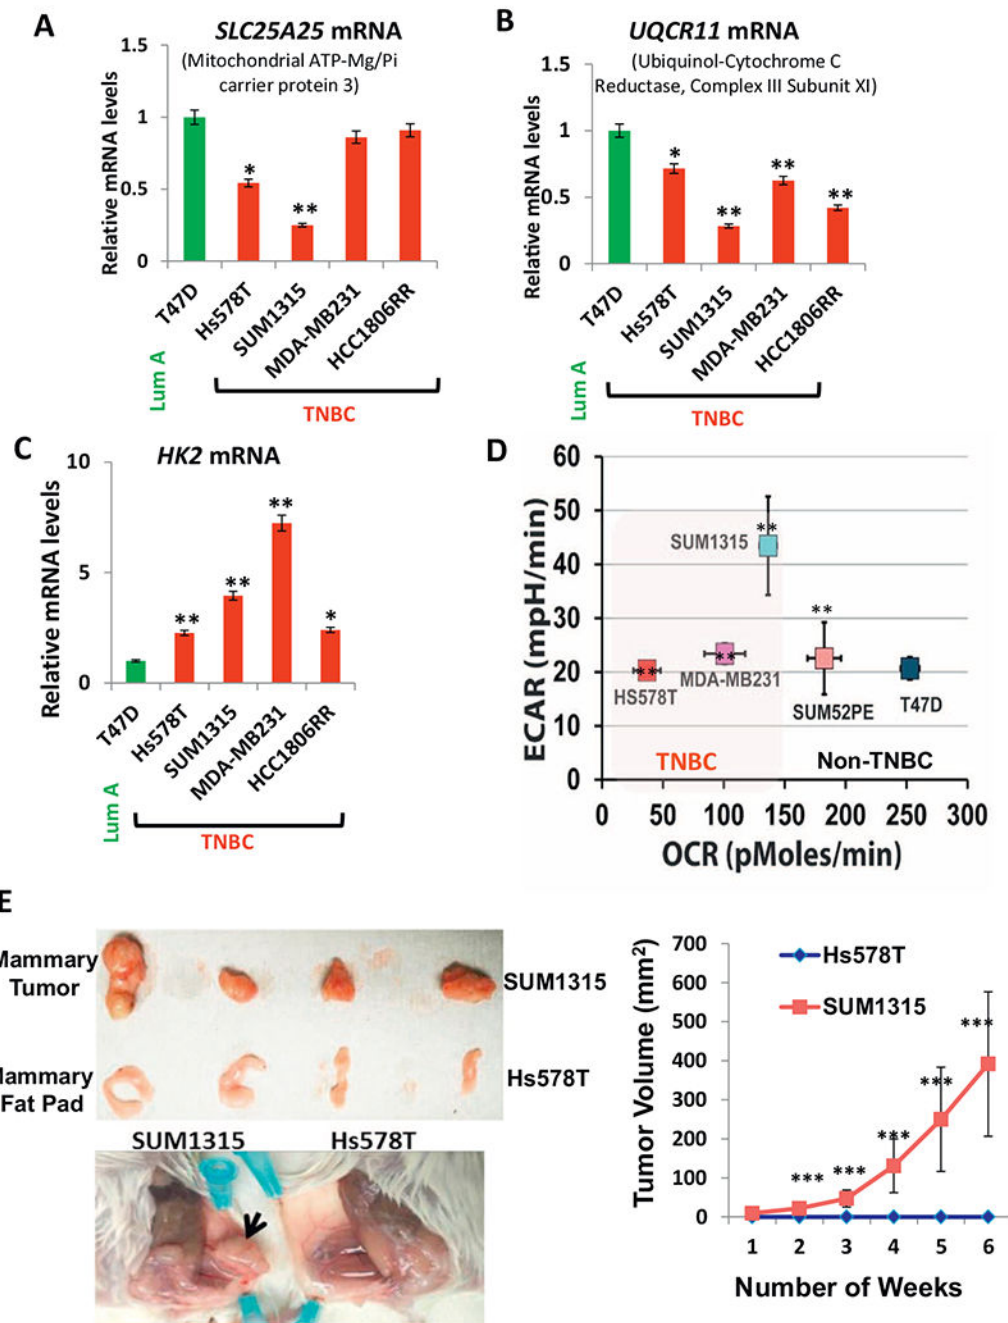 A
SLC25A25 mRNA
(Mitochondrial ATP-Mg/Pi
carrier protein 3)
Relative mRNA levels
1.5
1
0.5
0
*
**
T47D
Hs578T
SUM1315
MDA-MB231
HCC1806RR
Lum A
TNBC
B
UQCR11 mRNA
(Ubiquinol-Cytochrome C
Reductase, Complex III Subunit XI)
Relative mRNA levels
1.5
1
0.5
0
*
**
**
**
T47D
Hs578T
SUM1315
MDA-MB231
HCC1806RR
Lum A
TNBC
C
HK2 mRNA
Relative mRNA levels
10
5
0
**
**
**
*
T47D
Hs578T
SUM1315
MDA-MB231
HCC1806RR
Lum A
TNBC
D
ECAR (mpH/min)
60
50
40
30
20
10
0
SUM1315
**
**
HS578T
**
MDA-MB231
**
SUM52PE
T47D
TNBC
Non-TNBC
0 50 100 150 200 250 300
OCR (pMoles/min)
E
Mammary
Tumor
SUM1315
Mammary
Fat Pad
Hs578T
SUM1315 Hs578T
Tumor Volume (mm2)
700
600
500
400
300
200
100
0
Hs578T
SUM1315
***
***
***
***
***
1 2 3 4 5 6
Number of Weeks